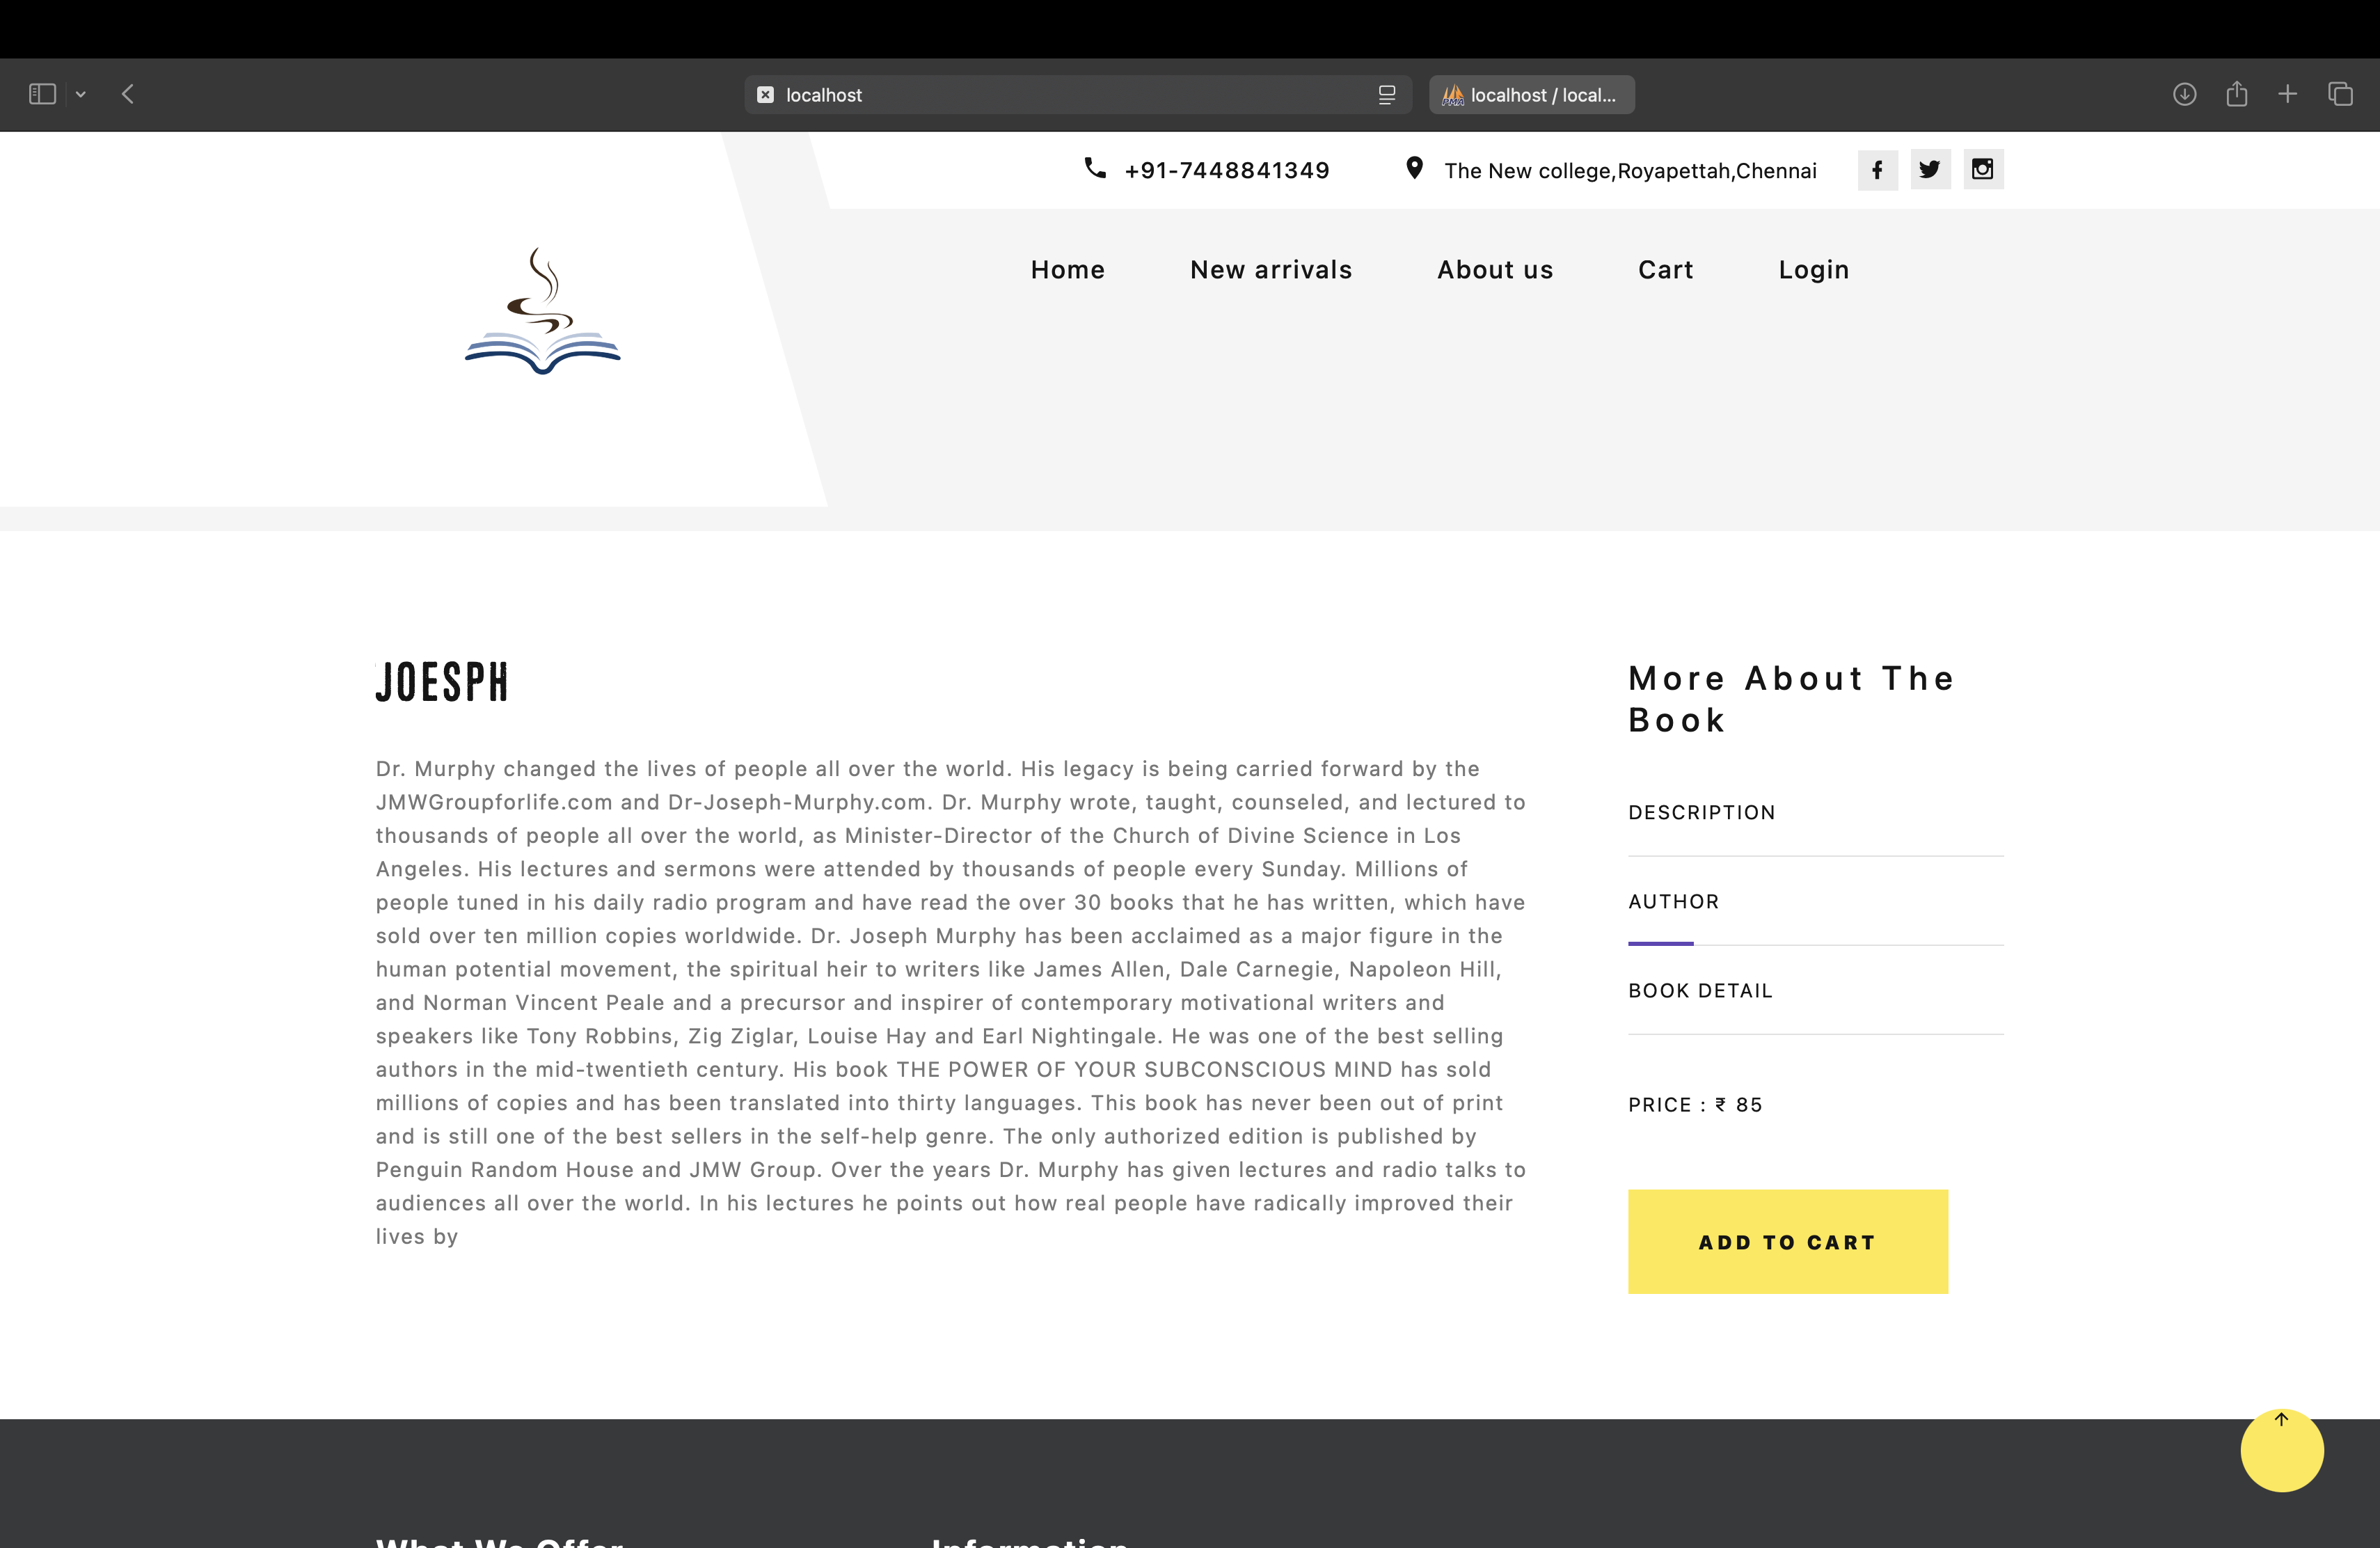 localhost
localhost / local...
+91-7448841349
The New college,Royapettah,Chennai
Home
New arrivals
About us
Cart
Login
JOESPH
Dr. Murphy changed the lives of people all over the world. His legacy is being carried forward by the
JMWGroupforlife.com and Dr-Joseph-Murphy.com. Dr. Murphy wrote, taught, counseled, and lectured to
thousands of people all over the world, as Minister-Director of the Church of Divine Science in Los
Angeles. His lectures and sermons were attended by thousands of people every Sunday. Millions of
people tuned in his daily radio program and have read the over 30 books that he has written, which have
sold over ten million copies worldwide. Dr. Joseph Murphy has been acclaimed as a major figure in the
human potential movement, the spiritual heir to writers like James Allen, Dale Carnegie, Napoleon Hill,
and Norman Vincent Peale and a precursor and inspirer of contemporary motivational writers and
speakers like Tony Robbins, Zig Ziglar, Louise Hay and Earl Nightingale. He was one of the best selling
authors in the mid-twentieth century. His book THE POWER OF YOUR SUBCONSCIOUS MIND has sold
millions of copies and has been translated into thirty languages. This book has never been out of print
and is still one of the best sellers in the self-help genre. The only authorized edition is published by
Penguin Random House and JMW Group. Over the years Dr. Murphy has given lectures and radio talks to
audiences all over the world. In his lectures he points out how real people have radically improved their
lives by
More About The
Book
DESCRIPTION
AUTHOR
BOOK DETAIL
PRICE : ₹ 85
ADD TO CART
What We Offer
Information